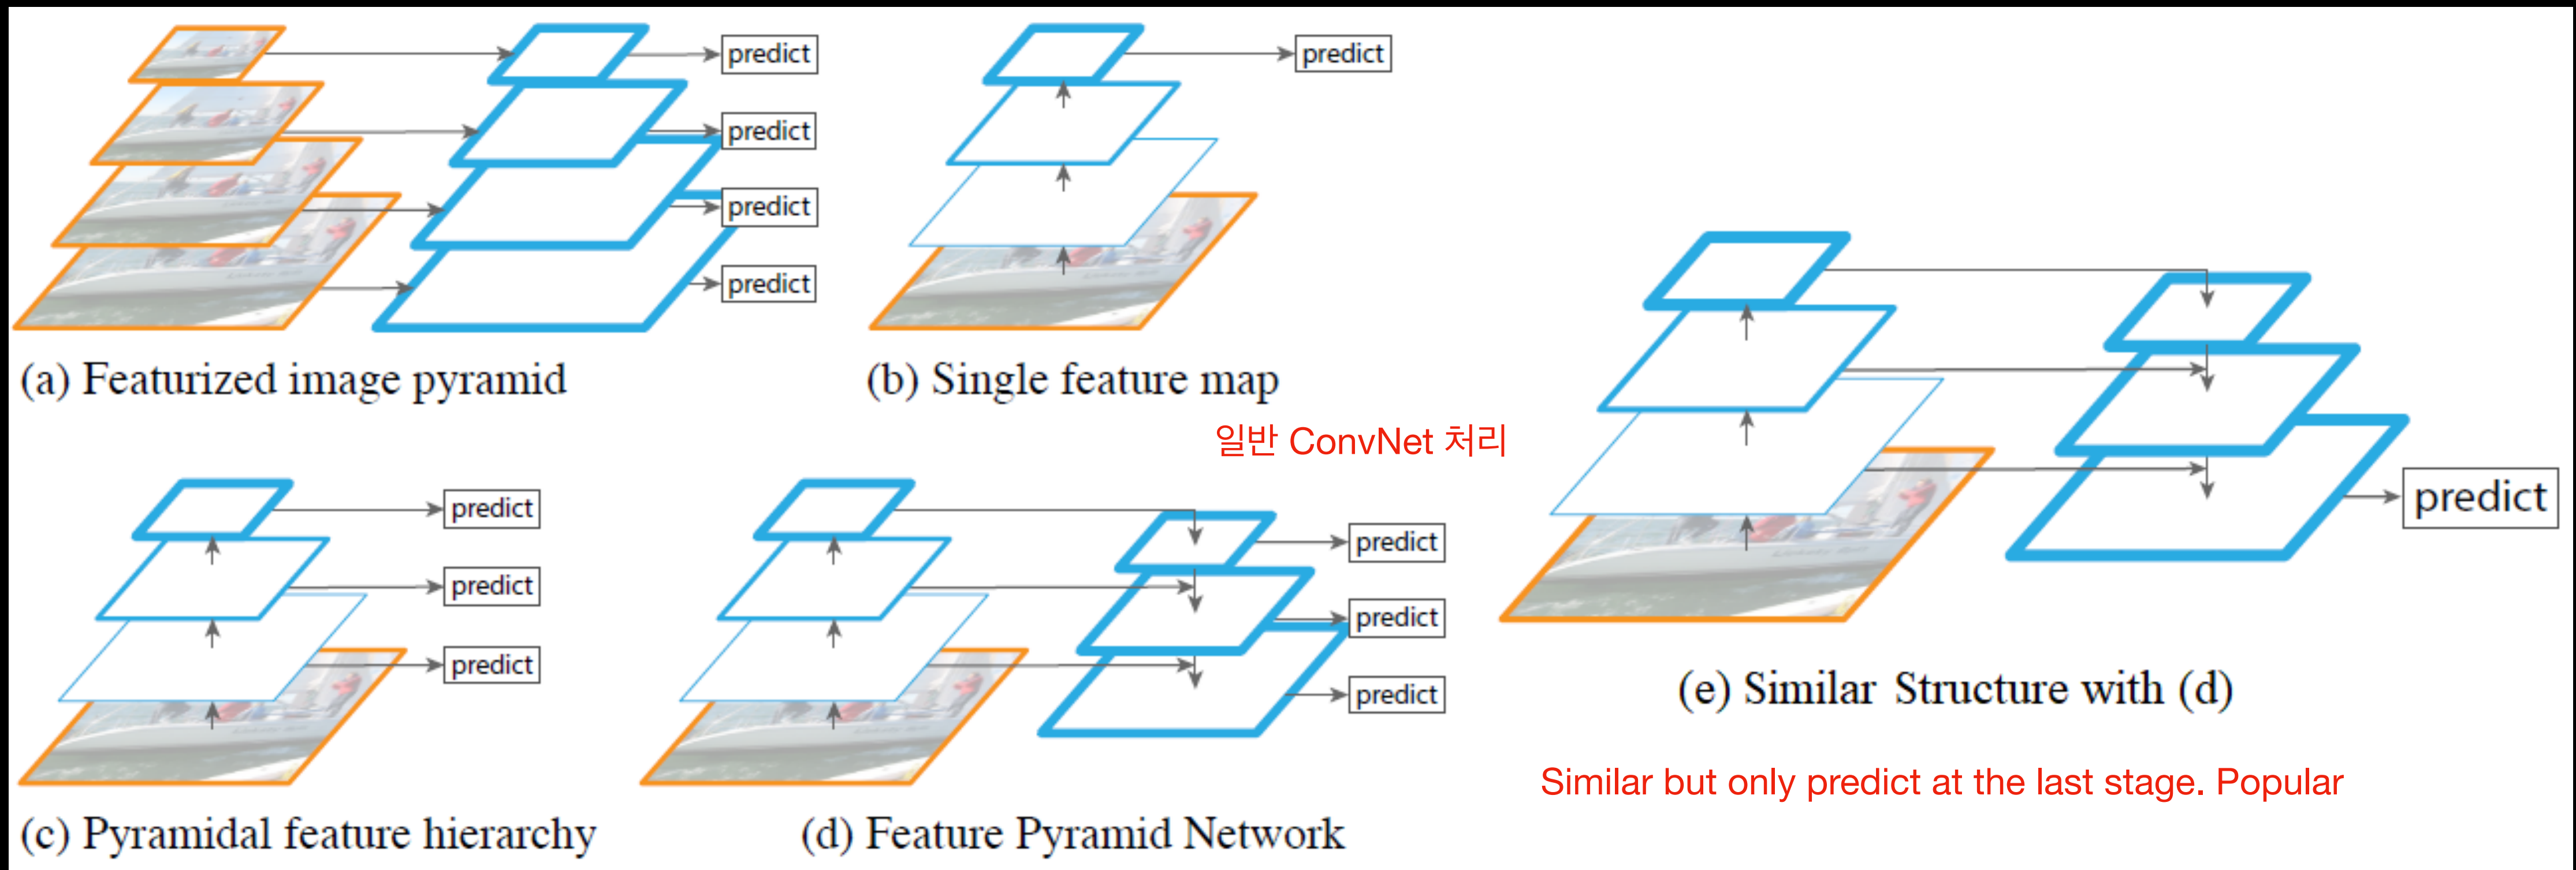 predict
predict
predict
predict
(a) Featurized image pyramid
predict
(b) Single feature map
일반 ConvNet 처리
predict
predict
predict
(c) Pyramidal feature hierarchy
predict
predict
predict
(d) Feature Pyramid Network
predict
(e) Similar Structure with (d)
Similar but only predict at the last stage. Popular